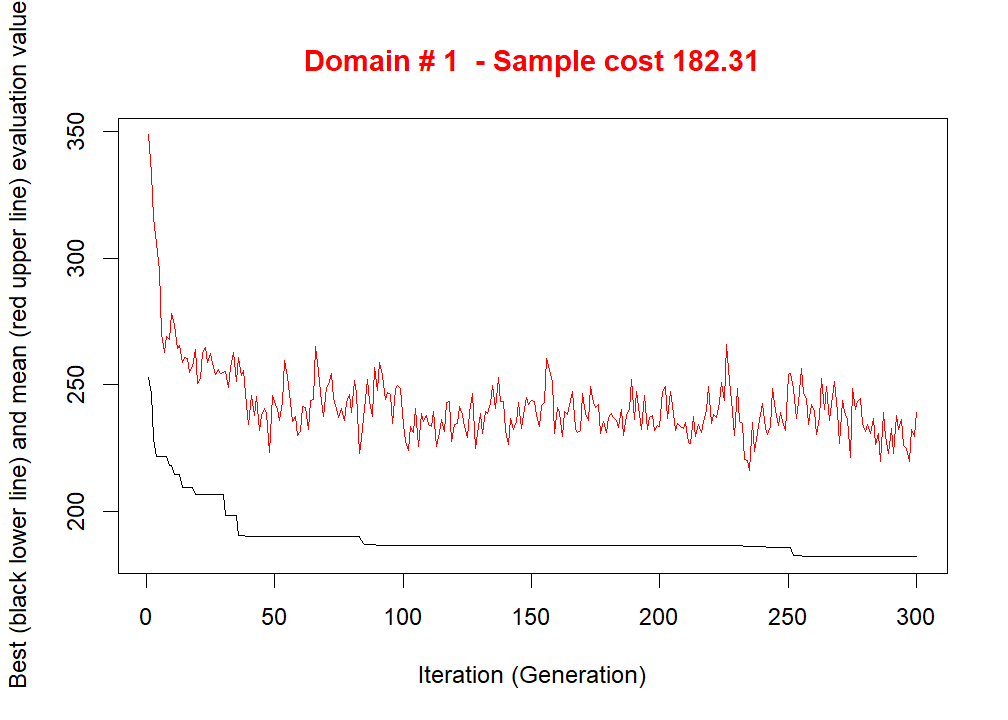 Domain # 1  - Sample cost 182.31
Best (black lower line) and mean (red upper line) evaluation value
350
300
250
200
0 50 100 150 200 250 300
Iteration (Generation)